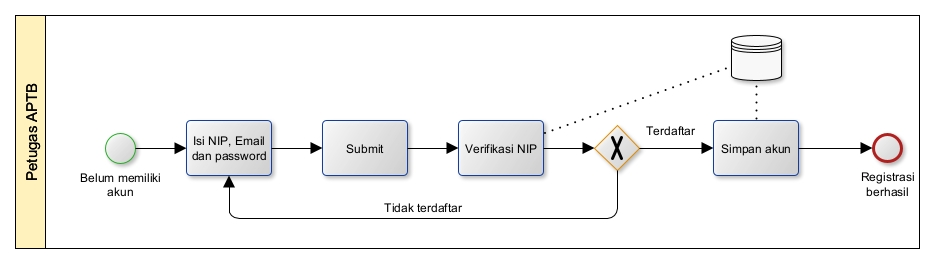 Petugas APTB
Belum memiliki
akun
Isi NIP, Email
dan password
Submit
Verifikasi NIP
Terdaftar
Tidak terdaftar
Simpan akun
Registrasi
berhasil